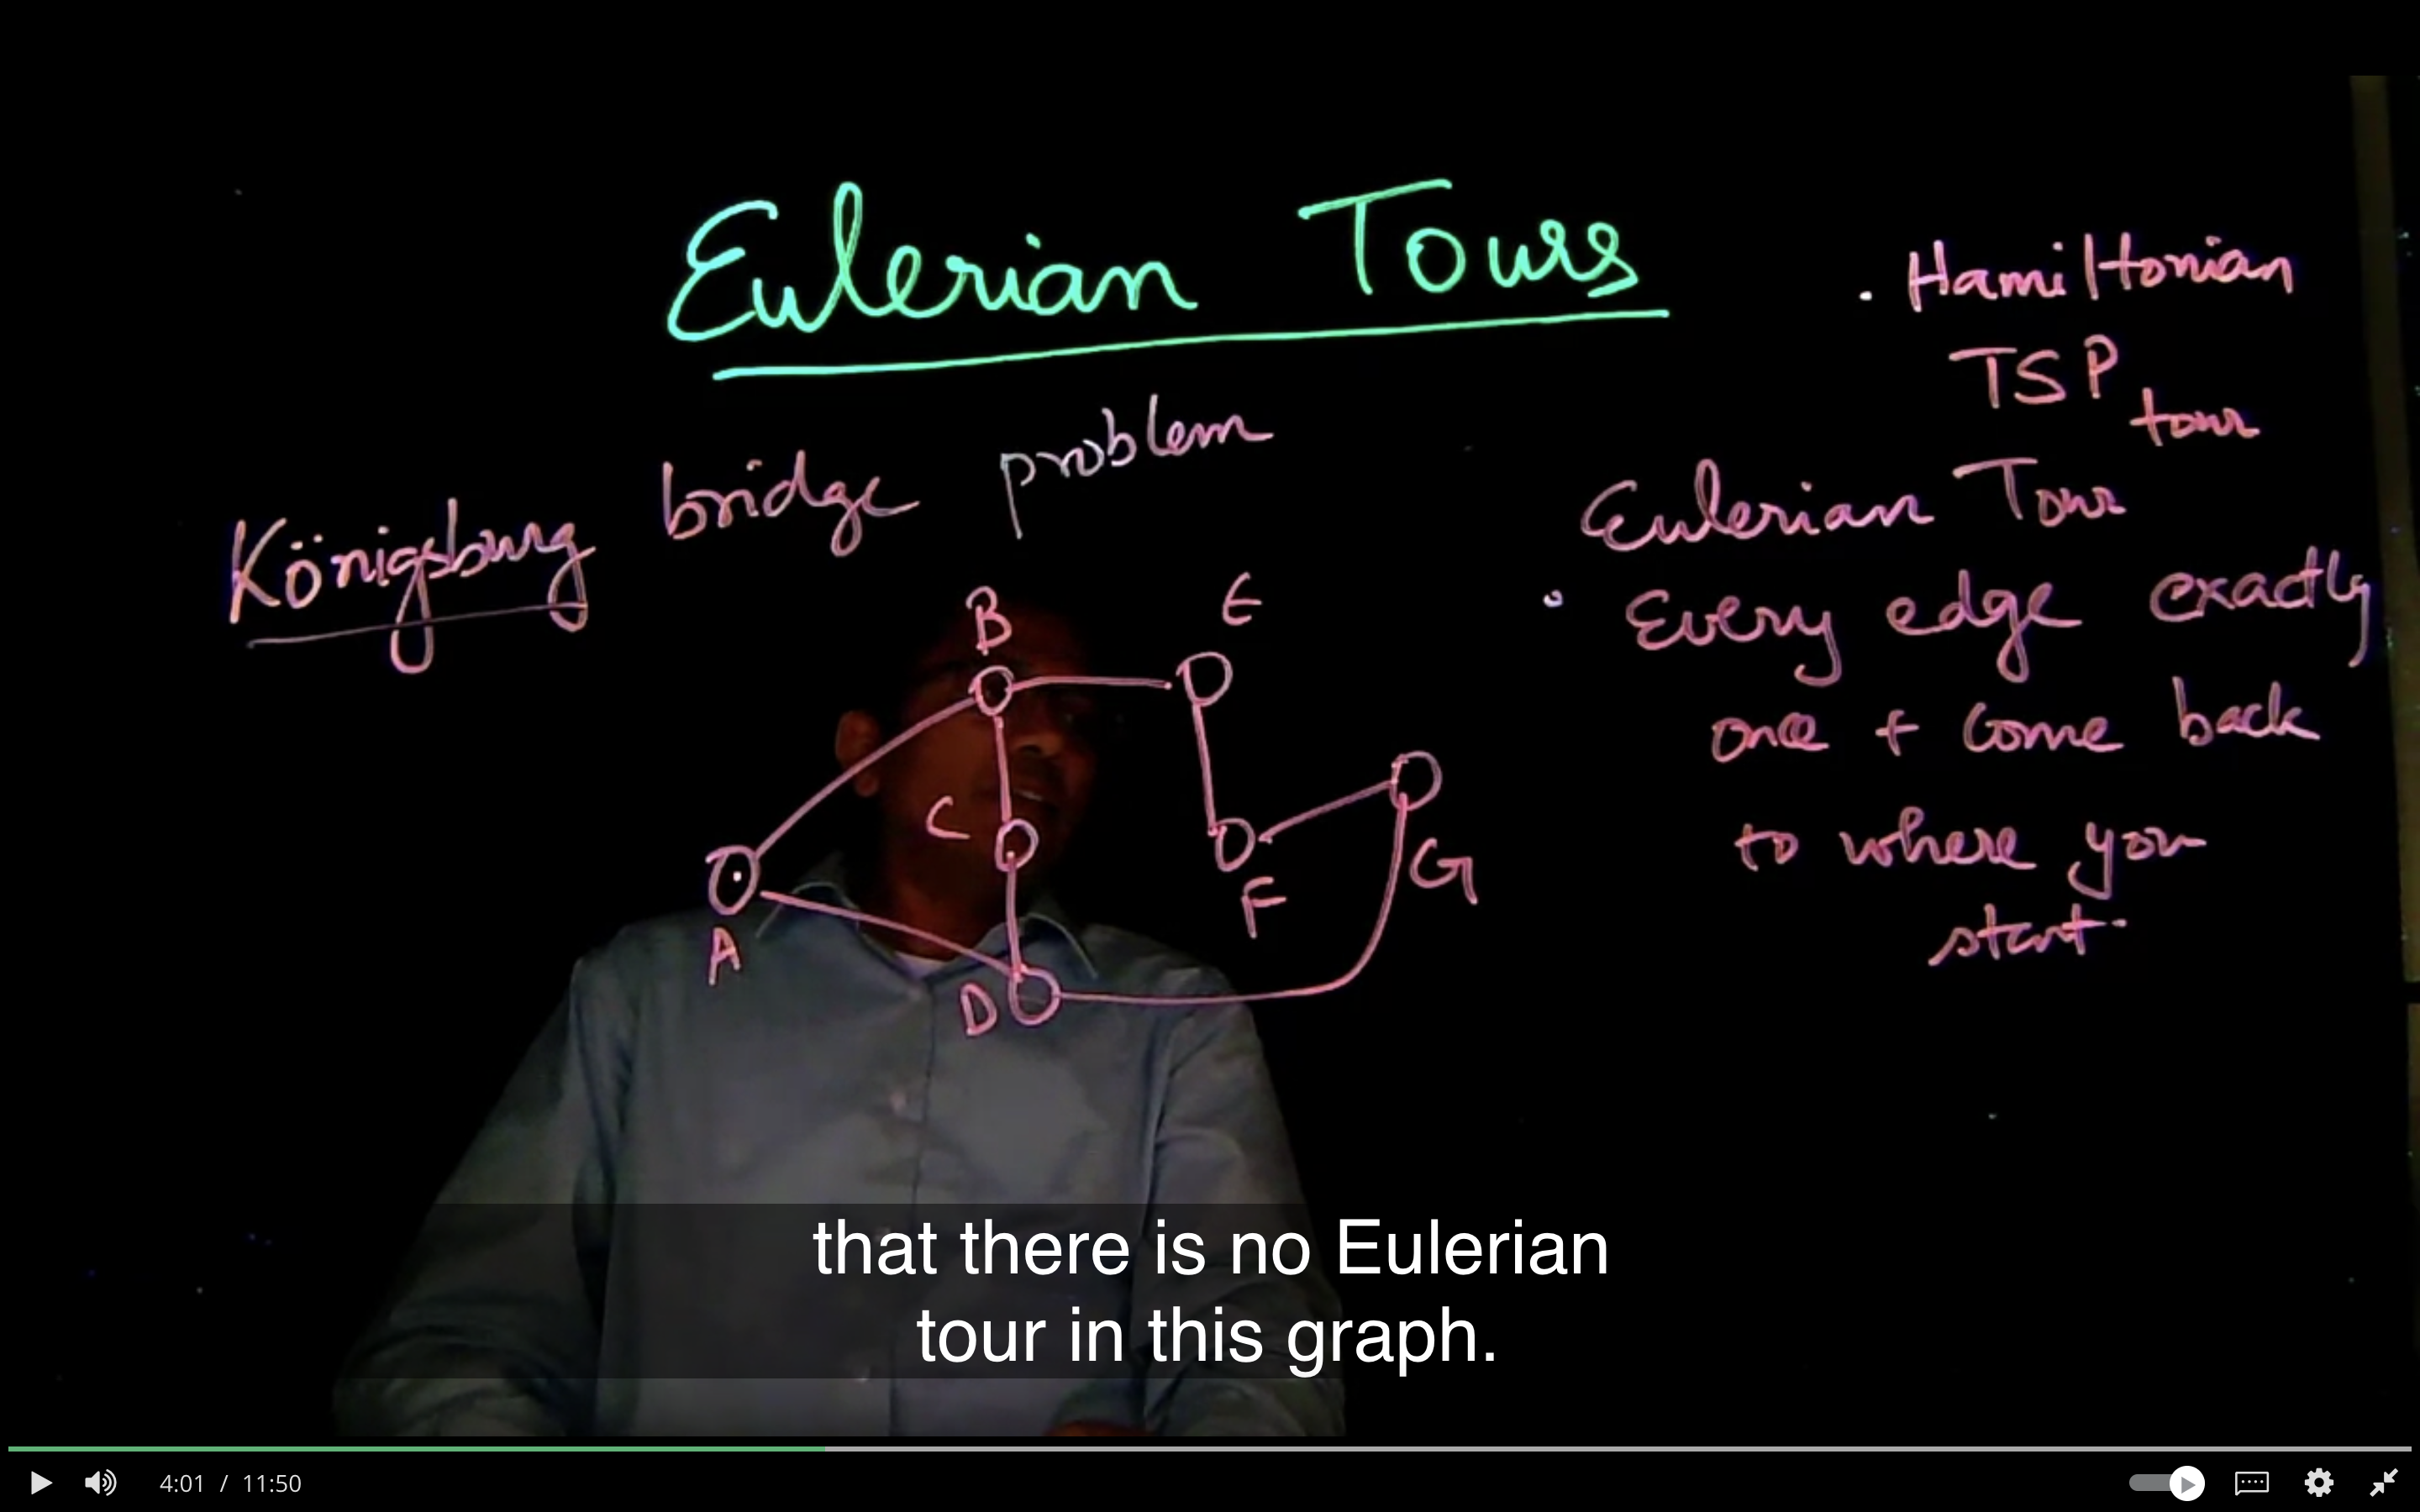 Eulerian Tours
Königsburg bridge problem
B
E
C
G
F
A
D
. Hamiltonian
TSP
tour
Eulerian Tour
• Every edge exactly
once + come back
to where you
start.
that there is no Eulerian
tour in this graph.
4:01 / 11:50